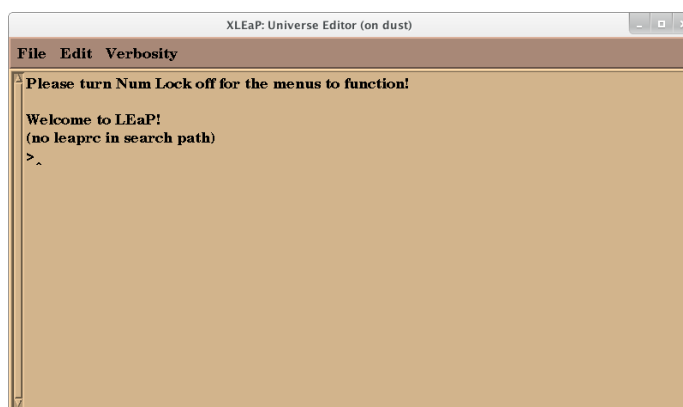 XLEaP: Universe Editor (on dust)
File Edit Verbosity
Please turn Num Lock off for the menus to function!
Welcome to LEaP!
(no leaprc in search path)
>